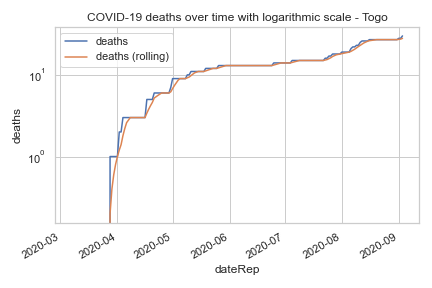 COVID-19 deaths over time with logarithmic scale - Togo
deaths
deaths (rolling)
10¹
10⁰
deaths
2020-03
2020-04
2020-05
2020-06
2020-07
2020-08
2020-09
dateRep